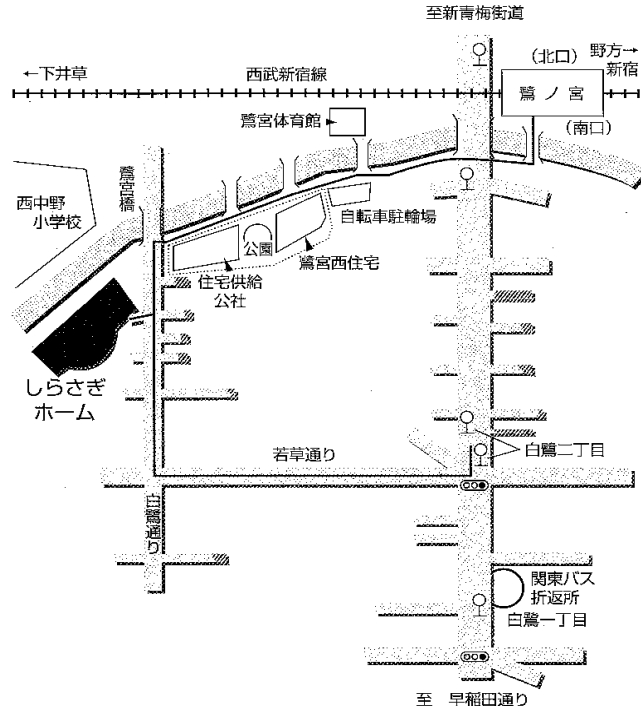 至新青梅街道
←下井草
西武新宿線
(北口)
野方→
新宿
鷺ノ宮
(南口)
鷺宮体育館
西中野
小学校
鷺宮橋
自転車駐輪場
公園
鷺宮西住宅
住宅供給
公社
しらさぎ
ホーム
若草通り
白鷺二丁目
白鷺通り
関東バス
折返所
白鷺一丁目
至 早稲田通り